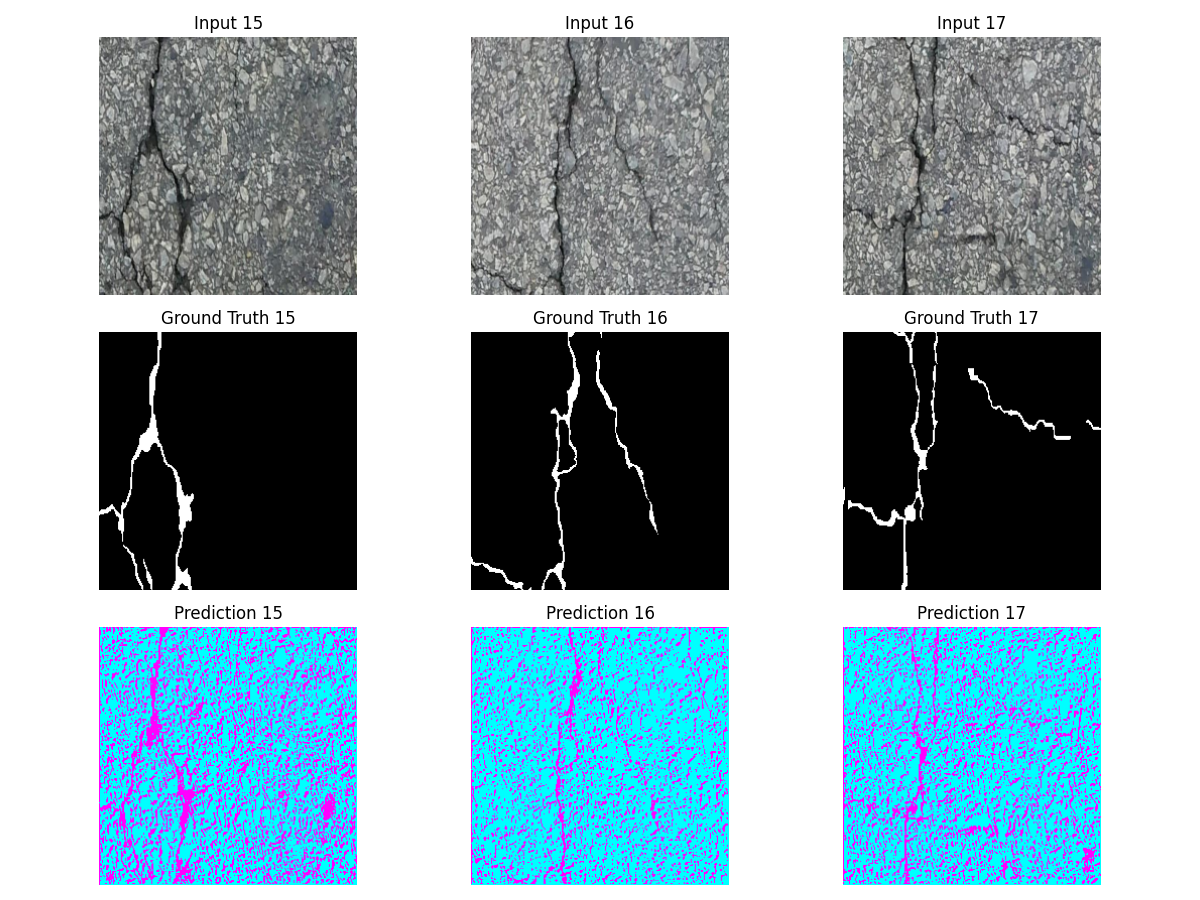 Input 15
Input 16
Input 17
Ground Truth 15
Ground Truth 16
Ground Truth 17
Prediction 15
Prediction 16
Prediction 17